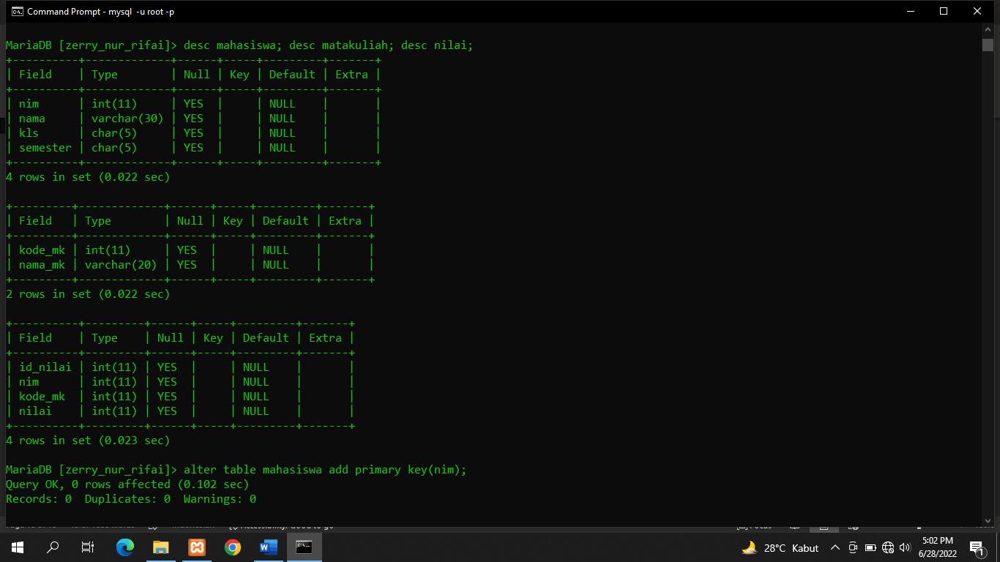 Command Prompt - mysql -u root -p
MariaDB [zerry_nur_rifai]> desc mahasiswa; desc matakuliah; desc nilai;
+----------+-------------+------+-----+---------+-------+
| Field    | Type        | Null | Key | Default | Extra |
+----------+-------------+------+-----+---------+-------+
| nim      | int(11)     | YES  |     | NULL    |       |
| nama     | varchar(30) | YES  |     | NULL    |       |
| kls      | char(5)     | YES  |     | NULL    |       |
| semester | char(5)     | YES  |     | NULL    |       |
+----------+-------------+------+-----+---------+-------+
4 rows in set (0.022 sec)
+---------+-------------+------+-----+---------+-------+
| Field   | Type        | Null | Key | Default | Extra |
+---------+-------------+------+-----+---------+-------+
| kode_mk | int(11)     | YES  |     | NULL    |       |
| nama_mk | varchar(20) | YES  |     | NULL    |       |
+---------+-------------+------+-----+---------+-------+
2 rows in set (0.022 sec)
+----------+---------+------+-----+---------+-------+
| Field    | Type    | Null | Key | Default | Extra |
+----------+---------+------+-----+---------+-------+
| id_nilai | int(11) | YES  |     | NULL    |       |
| nim      | int(11) | YES  |     | NULL    |       |
| kode_mk  | int(11) | YES  |     | NULL    |       |
| nilai    | int(11) | YES  |     | NULL    |       |
+----------+---------+------+-----+---------+-------+
4 rows in set (0.023 sec)
MariaDB [zerry_nur_rifai]> alter table mahasiswa add primary key(nim);
Query OK, 0 rows affected (0.102 sec)
Records: 0  Duplicates: 0  Warnings: 0
28°C Kabut
5:02 PM
6/28/2022
1